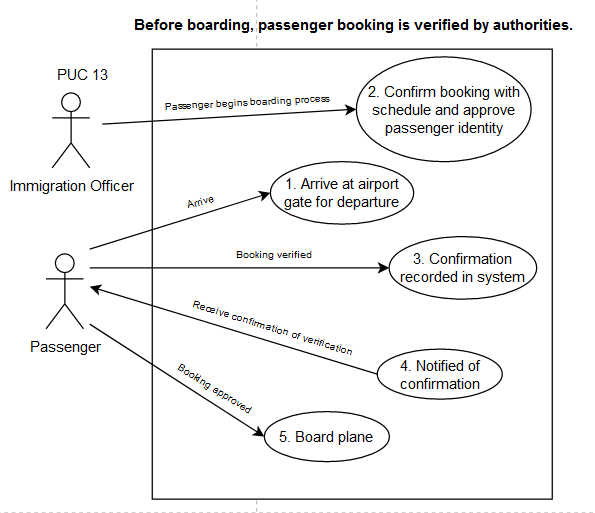 Before boarding, passenger booking is verified by authorities.
PUC 13
Passenger begins boarding process
2. Confirm booking with
schedule and approve
passenger identity
Immigration Officer
Arrive
1. Arrive at airport
gate for departure
Booking verified
3. Confirmation
recorded in system
Passenger
Receive confirmation of verification
4. Notified of
confirmation
Booking approved
5. Board plane